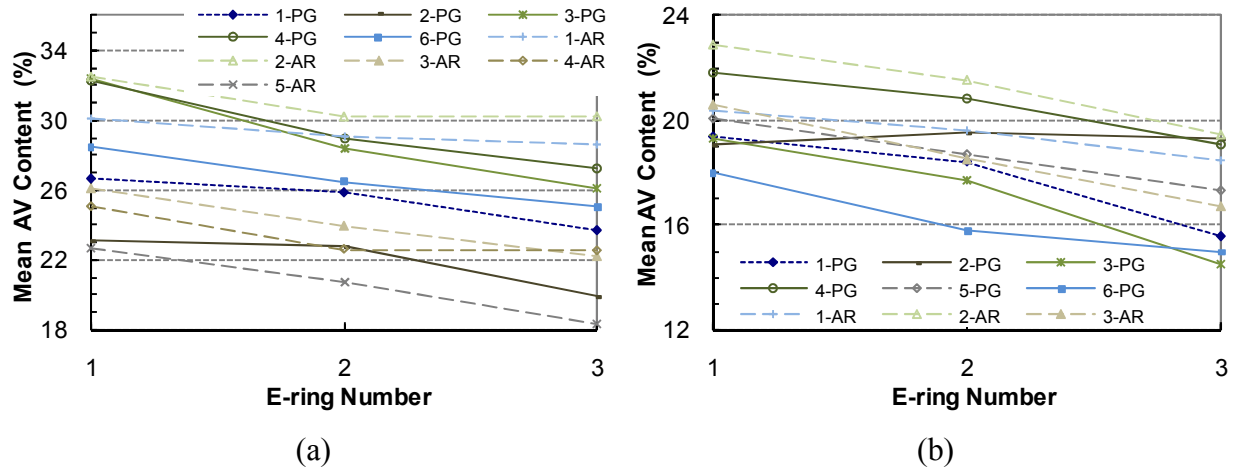 Mean AV Content (%)
34
30
26
22
18
1-PG 2-PG 3-PG
4-PG 6-PG 1-AR
2-AR 3-AR 4-AR
5-AR
1 2 3
E-ring Number
(a)
Mean AV Content (%)
24
20
16
12
1-PG 2-PG 3-PG
4-PG 5-PG 6-PG
1-AR 2-AR 3-AR
1 2 3
E-ring Number
(b)